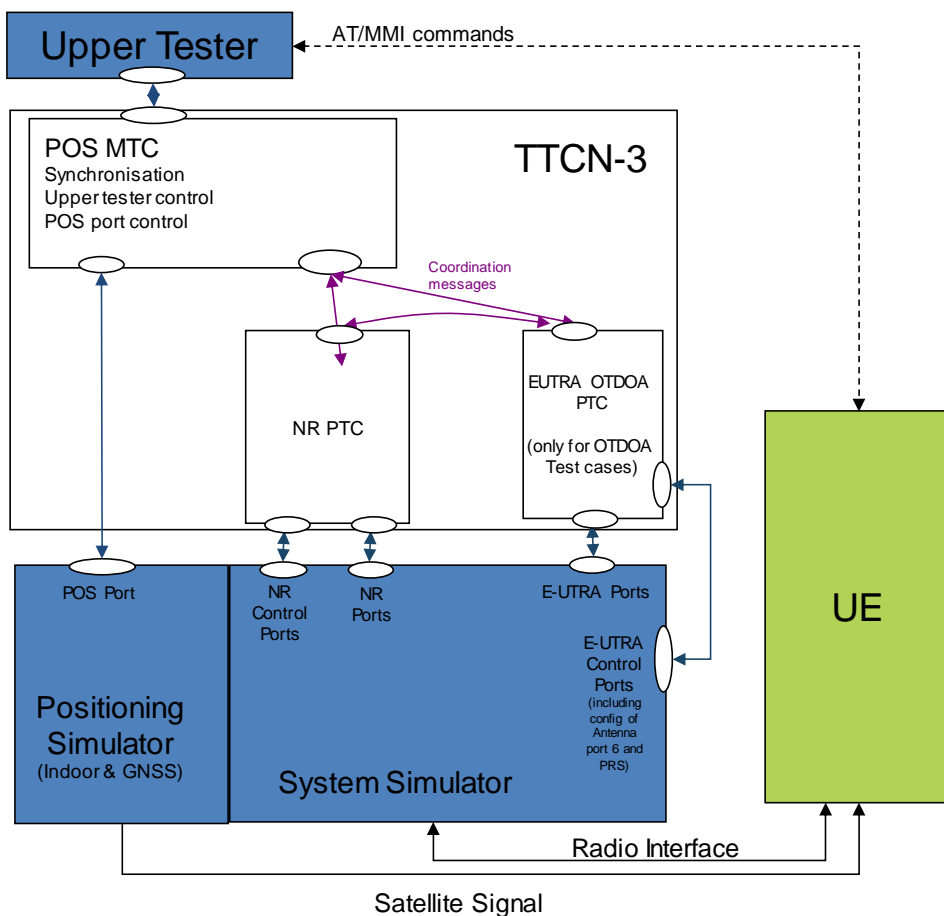 Upper Tester
AT/MMI commands
POS MTC
Synchronisation
Upper tester control
POS port control
TTCN-3
Coordination
messages
NR PTC
EUTRA OTDOA
PTC
(only for OTDOA
Test cases)
POS Port
NR
Control
Ports
NR
Ports
E-UTRA Ports
E-UTRA
Control
Ports
(including
config of
Antenna
port 6 and
PRS)
Positioning
Simulator
(Indoor & GNSS)
System Simulator
UE
Radio Interface
Satellite Signal